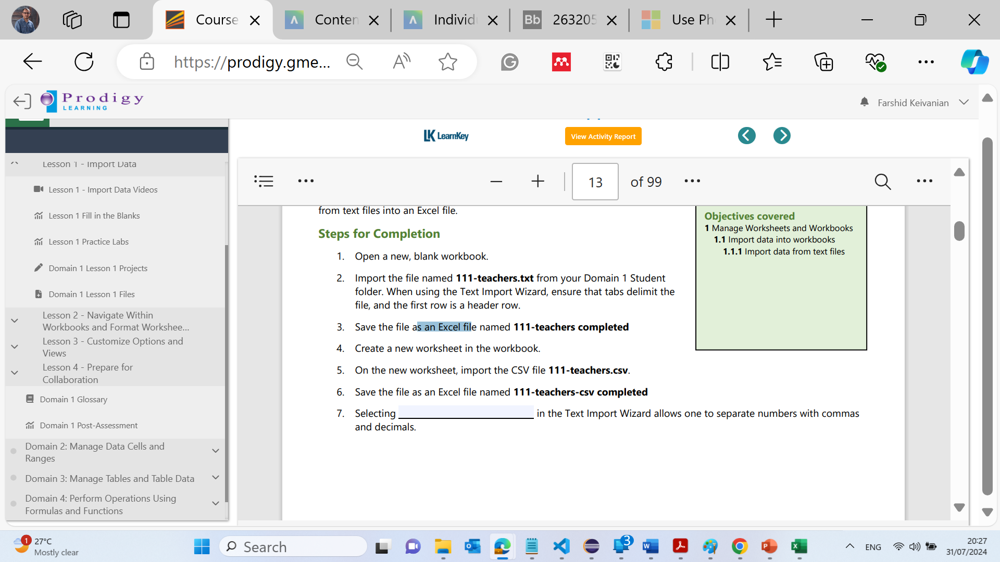 Course
Conten
Individ
Bb
263205
Use Ph
https://prodigy.gme...
Prodigy
LEARNING
Farshid Keivanian
LK LearnKey
View Activity Report
Lesson 1 - Import Data
Lesson 1 - Import Data Videos
Lesson 1 Fill in the Blanks
Lesson 1 Practice Labs
Domain 1 Lesson 1 Projects
Domain 1 Lesson 1 Files
Lesson 2 - Navigate Within
Workbooks and Format Workshee...
Lesson 3 - Customize Options and
Views
Lesson 4 - Prepare for
Collaboration
Domain 1 Glossary
Domain 1 Post-Assessment
Domain 2: Manage Data Cells and
Ranges
Domain 3: Manage Tables and Table Data
Domain 4: Perform Operations Using
Formulas and Functions
13 of 99
from text files into an Excel file.
Steps for Completion
1. Open a new, blank workbook.
2. Import the file named 111-teachers.txt from your Domain 1 Student
folder. When using the Text Import Wizard, ensure that tabs delimit the
file, and the first row is a header row.
3. Save the file as an Excel file named 111-teachers completed
4. Create a new worksheet in the workbook.
5. On the new worksheet, import the CSV file 111-teachers.csv.
6. Save the file as an Excel file named 111-teachers-csv completed
7. Selecting in the Text Import Wizard allows one to separate numbers with commas
and decimals.
Objectives covered
1 Manage Worksheets and Workbooks
1.1 Import data into workbooks
1.1.1 Import data from text files
1
27°C
Mostly clear
Search
3
ENG
20:27
31/07/2024